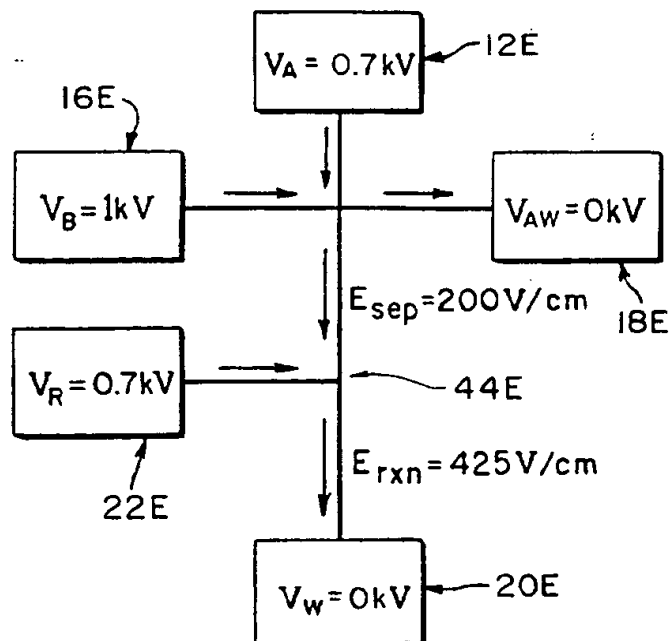 12E
V_A = 0.7kV
16E
V_B = 1kV
V_AW = 0kV
18E
E_sep = 200V/cm
V_R = 0.7kV
44E
22E
E_rxn = 425V/cm
V_W = 0kV
20E